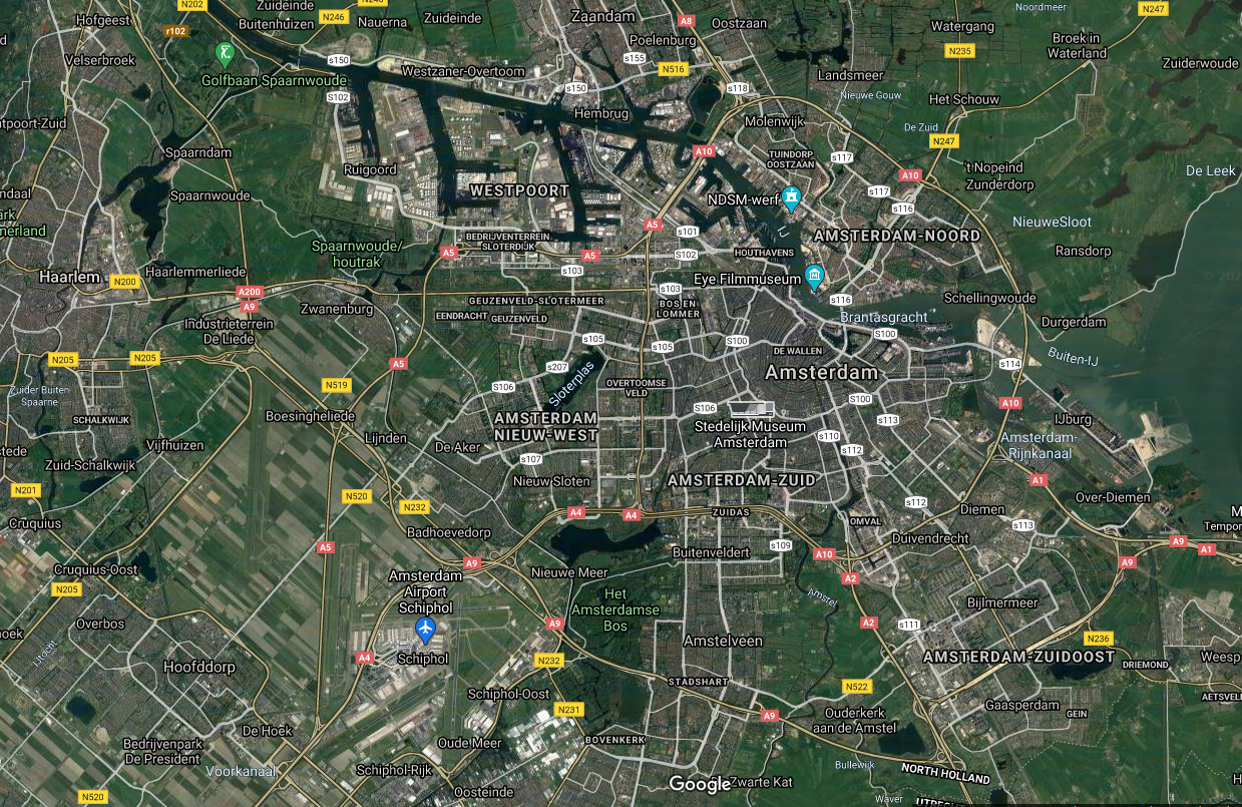 N202
Zuideinde
Hofgeest
Buitenhuizen
N246
Nauerna
Zuideinde
Zaandam
A8
Oostzaan
Noordmeer
N247
r102
Velserbroek
Golfbaan Spaarnwoude
s150
S102
Westzaner-Overtoom
s150
s155
Poelenburg
N516
s118
Landsmeer
Nieuwe Gouw
Watergang
N235
Broek in
Waterland
Zuiderwoude
Het Schouw
Hembrug
Molenwijk
De Zuid
N247
Spaarndam
Ruigoord
A10
TUINDORP
OOSTZAAN
s117
A10
't Nopeind
Zunderdorp
De Leek
Spaarnwoude
WESTPOORT
NDSM-werf
s117
s116
NieuweSloot
A5
s101
IJ
AMSTERDAM-NOORD
Ransdorp
Spaarnwoude/
houtrak
BEDRIJVENTERREIN
SLOTERDIJK
A5
A5
S102
HOUTHAVENS
Haarlem
N200
Haarlemmerliede
s103
Eye Filmmuseum
A200
A9
Zwanenburg
GEUZENVELD-SLOTERMEER
s103
BOS EN
LOMMER
s116
Schellingwoude
EENDRACHT
GEUZENVELD
Brantasgracht
Industrieterrein
De Liede
Durgerdam
s105
s105
S100
S100
N205
N205
A5
s207
DE WALLEN
s114
Buiten-IJ
Zuider Buiten
Spaarne
N519
S106
Sloterplas
OVERTOOMSE
VELD
Amsterdam
S100
A10
SCHALKWIJK
Boesingheliede
AMSTERDAM
NIEUW-WEST
S106
Stedelijk Museum
Amsterdam
s113
IJburg
Vijfhuizen
Lijnden
De Aker
s110
s112
Amsterdam-
Rijnkanaal
Zuid-Schalkwijk
s107
N201
N520
Nieuw Sloten
AMSTERDAM-ZUID
A1
N232
s112
Over-Diemen
Cruquius
A4
A4
ZUIDAS
OMVAL
Diemen
s113
Badhoevedorp
Duivendrecht
A5
s109
A10
A9
A1
Buitenveldert
Cruquius-Oost
A9
Nieuwe Meer
A2
A9
N205
Amsterdam
Airport
Schiphol
Het
Amsterdamse
Bos
Amstel
Bijlmermeer
Overbos
A9
A2
s111
N236
IJtocht
Hoofddorp
A4
Schiphol
N232
Amstelveen
AMSTERDAM-ZUIDOOST
DRIEMOND
Weesp
STADSHART
N522
Schiphol-Oost
N231
A9
Ouderkerk
aan de Amstel
Gaasperdam
GEIN
De Hoek
Oude Meer
BOVENKERK
Bedrijvenpark
De President
Voorkanaal
Schiphol-Rijk
Bullewijk
NORTH HOLLAND
Google
Zwarte Kat
N520
Oosteinde
Waver